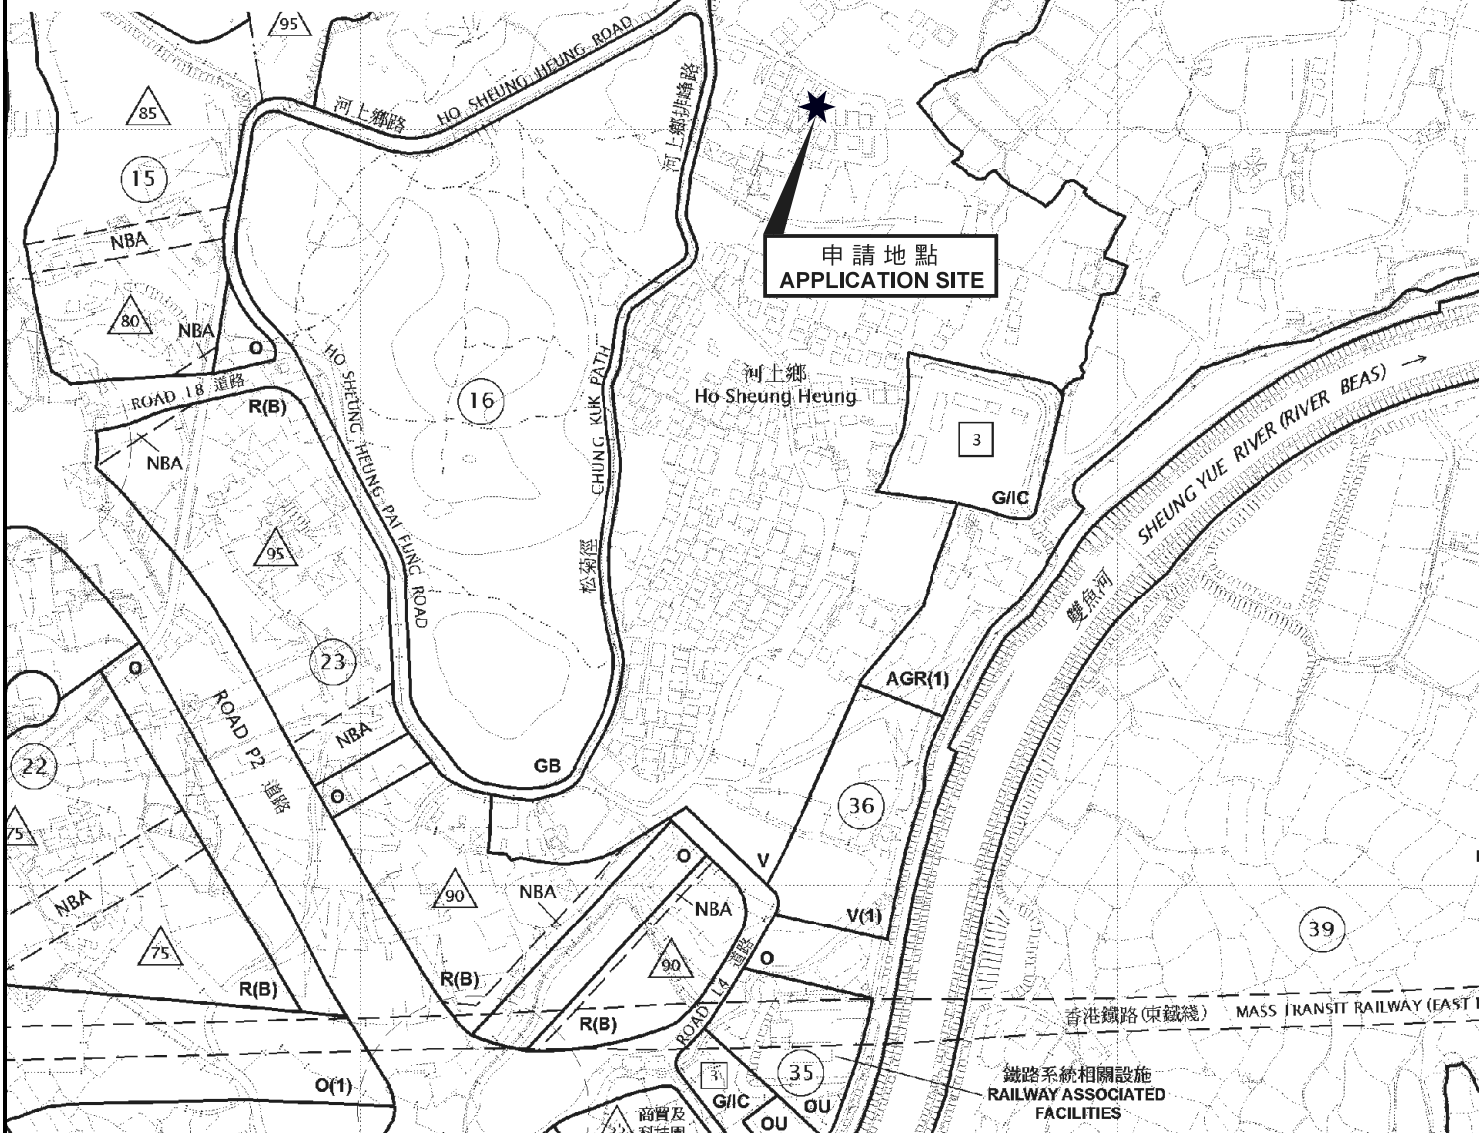 95
85
河上鄉路
HO SHEUNG HEUNG ROAD
河上鄉排峰路
15
NBA
申請地點
APPLICATION SITE
80
NBA
O
ROAD L8 道路
R(B)
NBA
HO SHEUNG HEUNG PAI FUNG ROAD
16
CHUNG KUK PATH
松菊徑
河上鄉
Ho Sheung Heung
3
G/IC
SHEUNG YUE RIVER (RIVER BEAS)
雙魚河
95
23
O
ROAD P2 道路
NBA
O
GB
AGR(1)
22
75
36
NBA
75
R(B)
90
NBA
O
NBA
V
V(1)
39
R(B)
90
O
ROAD L4 道路
R(B)
香港鐵路(東鐵綫)
MASS TRANSIT RAILWAY (EAST
O(1)
3
G/IC
35
OU
OU
鐵路系統相關設施
RAILWAY ASSOCIATED
FACILITIES
商貿及